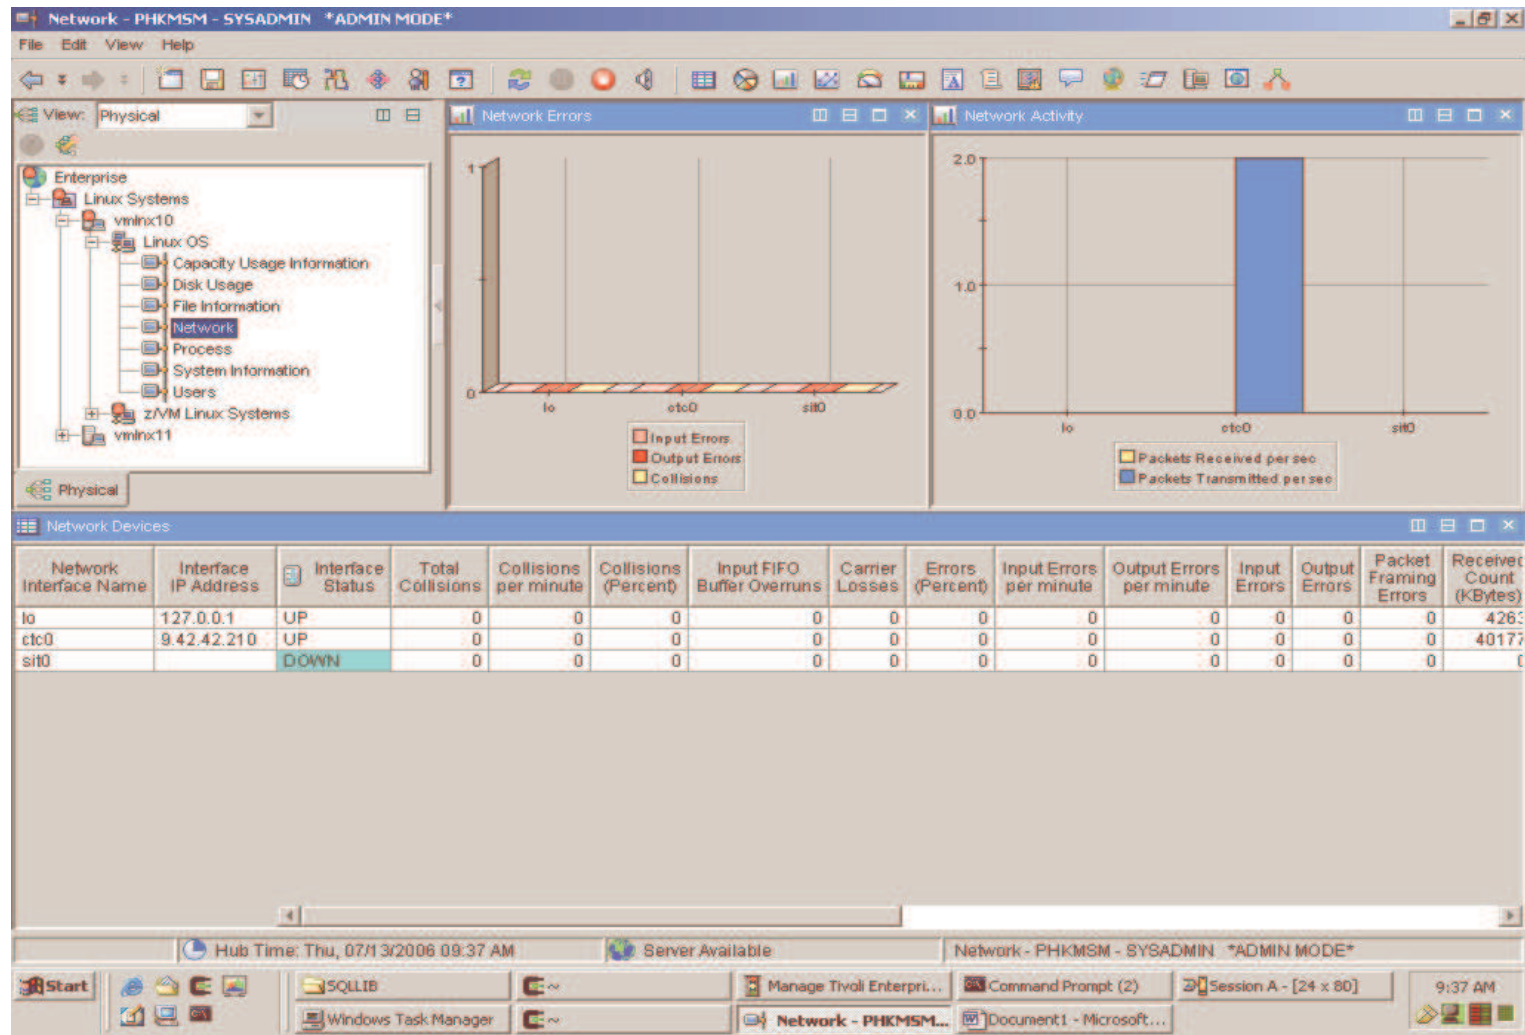 Network - PHKMSM - SYSADMIN *ADMIN MODE*
File Edit View Help
View: Physical
Enterprise
Linux Systems
vmlnx10
Linux OS
Capacity Usage Information
Disk Usage
File Information
Network
Process
System Information
Users
z/VM Linux Systems
vmlnx11
Physical
Network Errors
1
0
lo ctc0 sit0
Input Errors
Output Errors
Collisions
Network Activity
2.0
1.0
0.0
lo ctc0 sit0
Packets Received per sec
Packets Transmitted per sec
Network Devices
Network Interface Name Interface IP Address Interface Status Total Collisions Collisions per minute Collisions (Percent) Input FIFO Buffer Overruns Carrier Losses Errors (Percent) Input Errors per minute Output Errors per minute Input Errors Output Errors Packet Framing Errors Received Count (KBytes)
lo 127.0.0.1 UP 0 0 0 0 0 0 0 0 0 0 0 4263
ctc0 9.42.42.210 UP 0 0 0 0 0 0 0 0 0 0 0 40177
sit0 DOWN 0 0 0 0 0 0 0 0 0 0 0 0
Hub Time: Thu, 07/13/2006 09:37 AM Server Available Network - PHKMSM - SYSADMIN *ADMIN MODE*
Start SQLLIB ~ Manage Tivoli Enterpri... Command Prompt (2) Session A - [24 x 80] 9:37 AM
Windows Task Manager ~ Network - PHKMSM... Document1 - Microsoft...